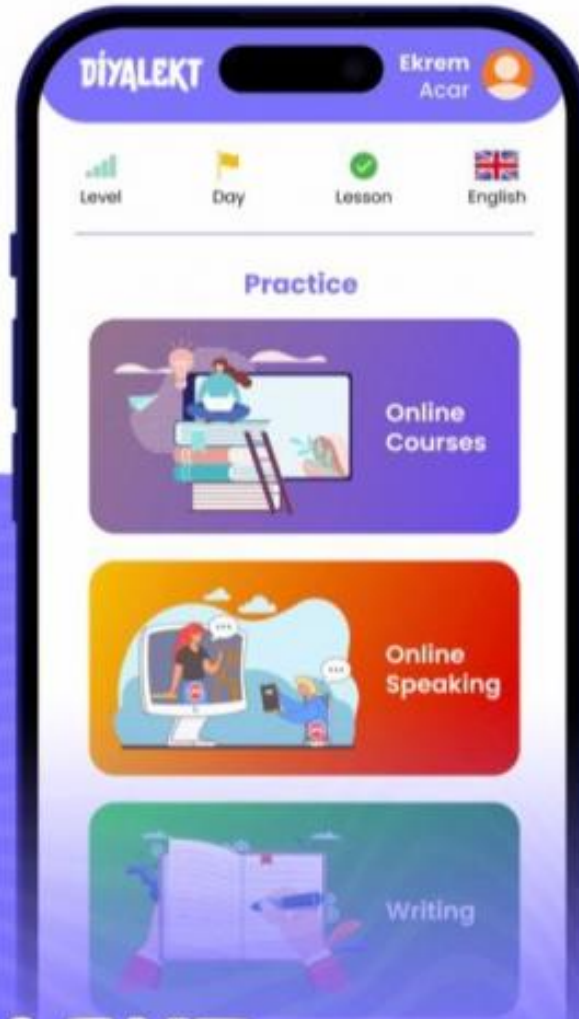 DİYALEKT
Ekrem
Acar
Level
Day
Lesson
English
Practice
Online
Courses
Online
Speaking
Writing